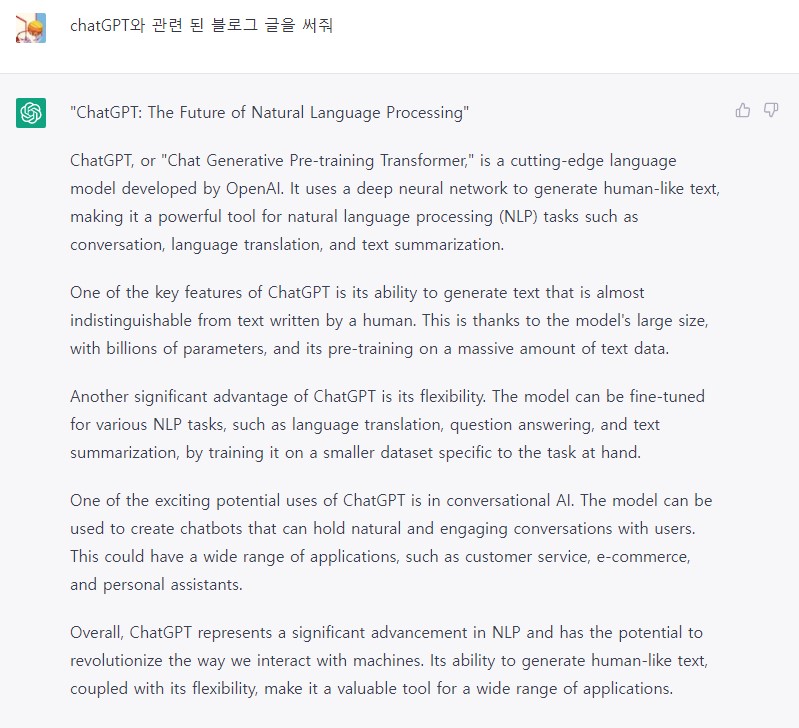 chatGPT와 관련 된 블로그 글을 써줘
"ChatGPT: The Future of Natural Language Processing"
ChatGPT, or "Chat Generative Pre-training Transformer," is a cutting-edge language
model developed by OpenAI. It uses a deep neural network to generate human-like text,
making it a powerful tool for natural language processing (NLP) tasks such as
conversation, language translation, and text summarization.
One of the key features of ChatGPT is its ability to generate text that is almost
indistinguishable from text written by a human. This is thanks to the model's large size,
with billions of parameters, and its pre-training on a massive amount of text data.
Another significant advantage of ChatGPT is its flexibility. The model can be fine-tuned
for various NLP tasks, such as language translation, question answering, and text
summarization, by training it on a smaller dataset specific to the task at hand.
One of the exciting potential uses of ChatGPT is in conversational AI. The model can be
used to create chatbots that can hold natural and engaging conversations with users.
This could have a wide range of applications, such as customer service, e-commerce,
and personal assistants.
Overall, ChatGPT represents a significant advancement in NLP and has the potential to
revolutionize the way we interact with machines. Its ability to generate human-like text,
coupled with its flexibility, make it a valuable tool for a wide range of applications.